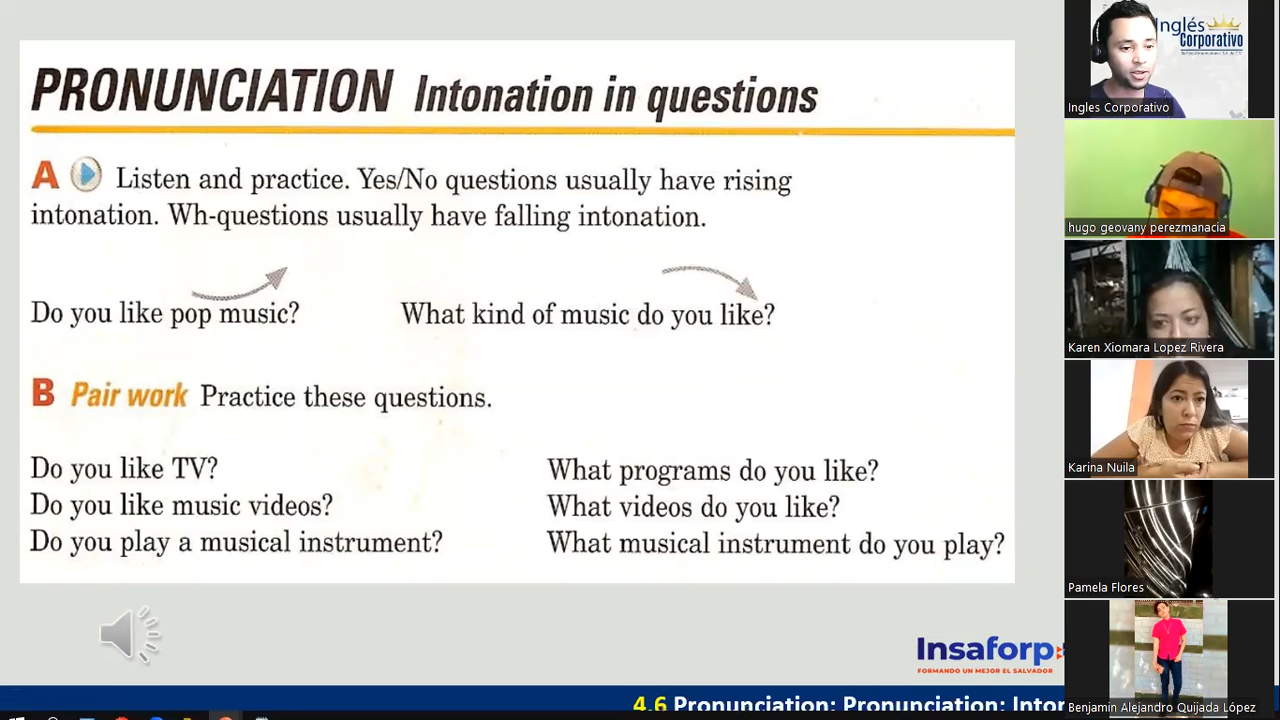 PRONUNCIATION Intonation in questions
A Listen and practice. Yes/No questions usually have rising
intonation. Wh-questions usually have falling intonation.
Do you like pop music? What kind of music do you like?
B Pair work Practice these questions.
Do you like TV? What programs do you like?
Do you like music videos? What videos do you like?
Do you play a musical instrument? What musical instrument do you play?
Insaforp
FORMANDO UN MEJOR EL SALVADOR
4.6 Pronunciation: Pronunciation: Into
Inglés
Corporativo
Ingles Corporativo
hugo geovany perezmanacia
Karen Xiomara Lopez Rivera
Karina Nuila
Pamela Flores
Benjamin Alejandro Quijada López